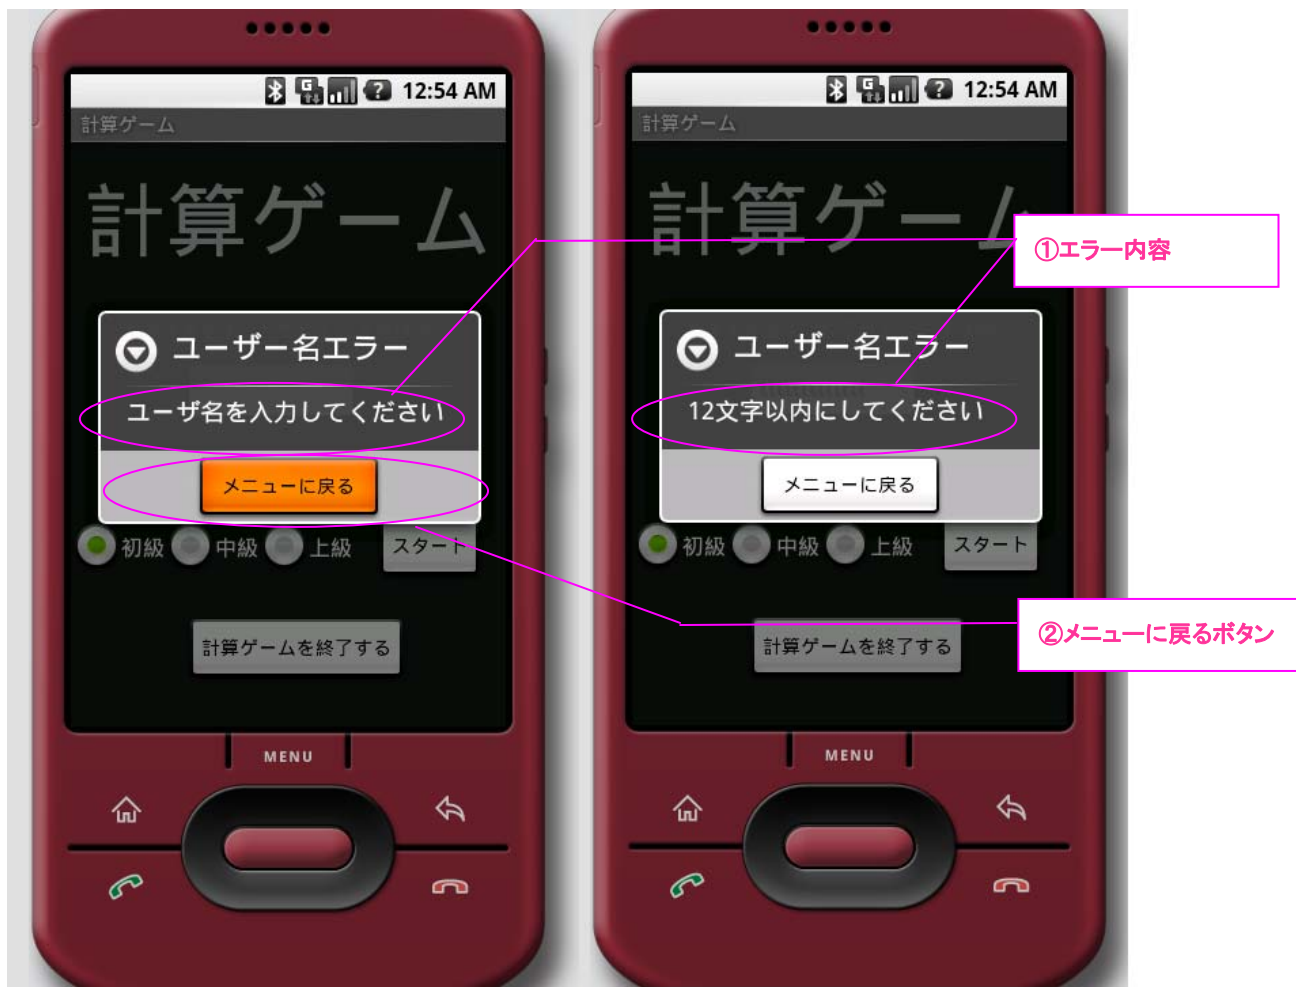 12:54 AM
計算ゲーム
計算ゲーム
ユーザー名エラー
ユーザ名を入力してください
メニューに戻る
初級 中級 上級 スタート
計算ゲームを終了する
MENU
12:54 AM
計算ゲーム
計算ゲーム
ユーザー名エラー
12文字以内にしてください
メニューに戻る
初級 中級 上級 スタート
計算ゲームを終了する
MENU
①エラー内容
②メニューに戻るボタン